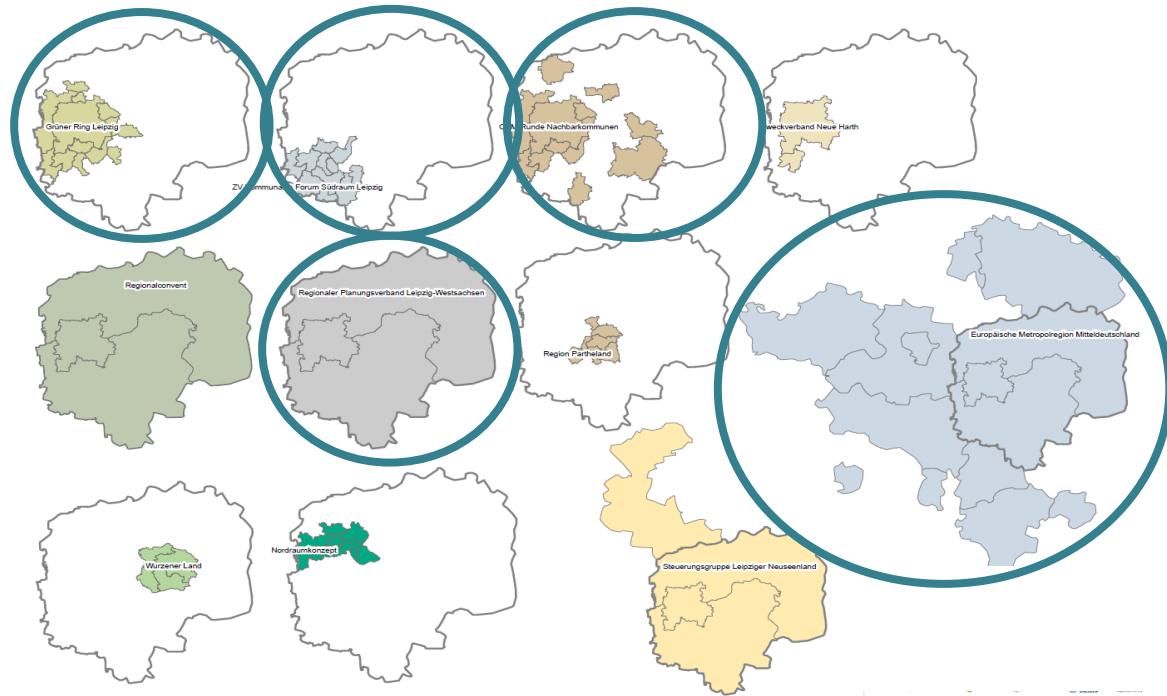 Grüner Ring Leipzig
ZV Kommuna Forum Südraum Leipzig
Runde Nachbarkommunen
weckverband Neue Harth
Regionalconvent
Regionaler Planungsverband Leipzig-Westsachsen
Region Partheland
Europäische Metropolregion Mitteldeutschland
Wurzener Land
Nordraumkonzept
Steuerungsgruppe Leipziger Neuseenland